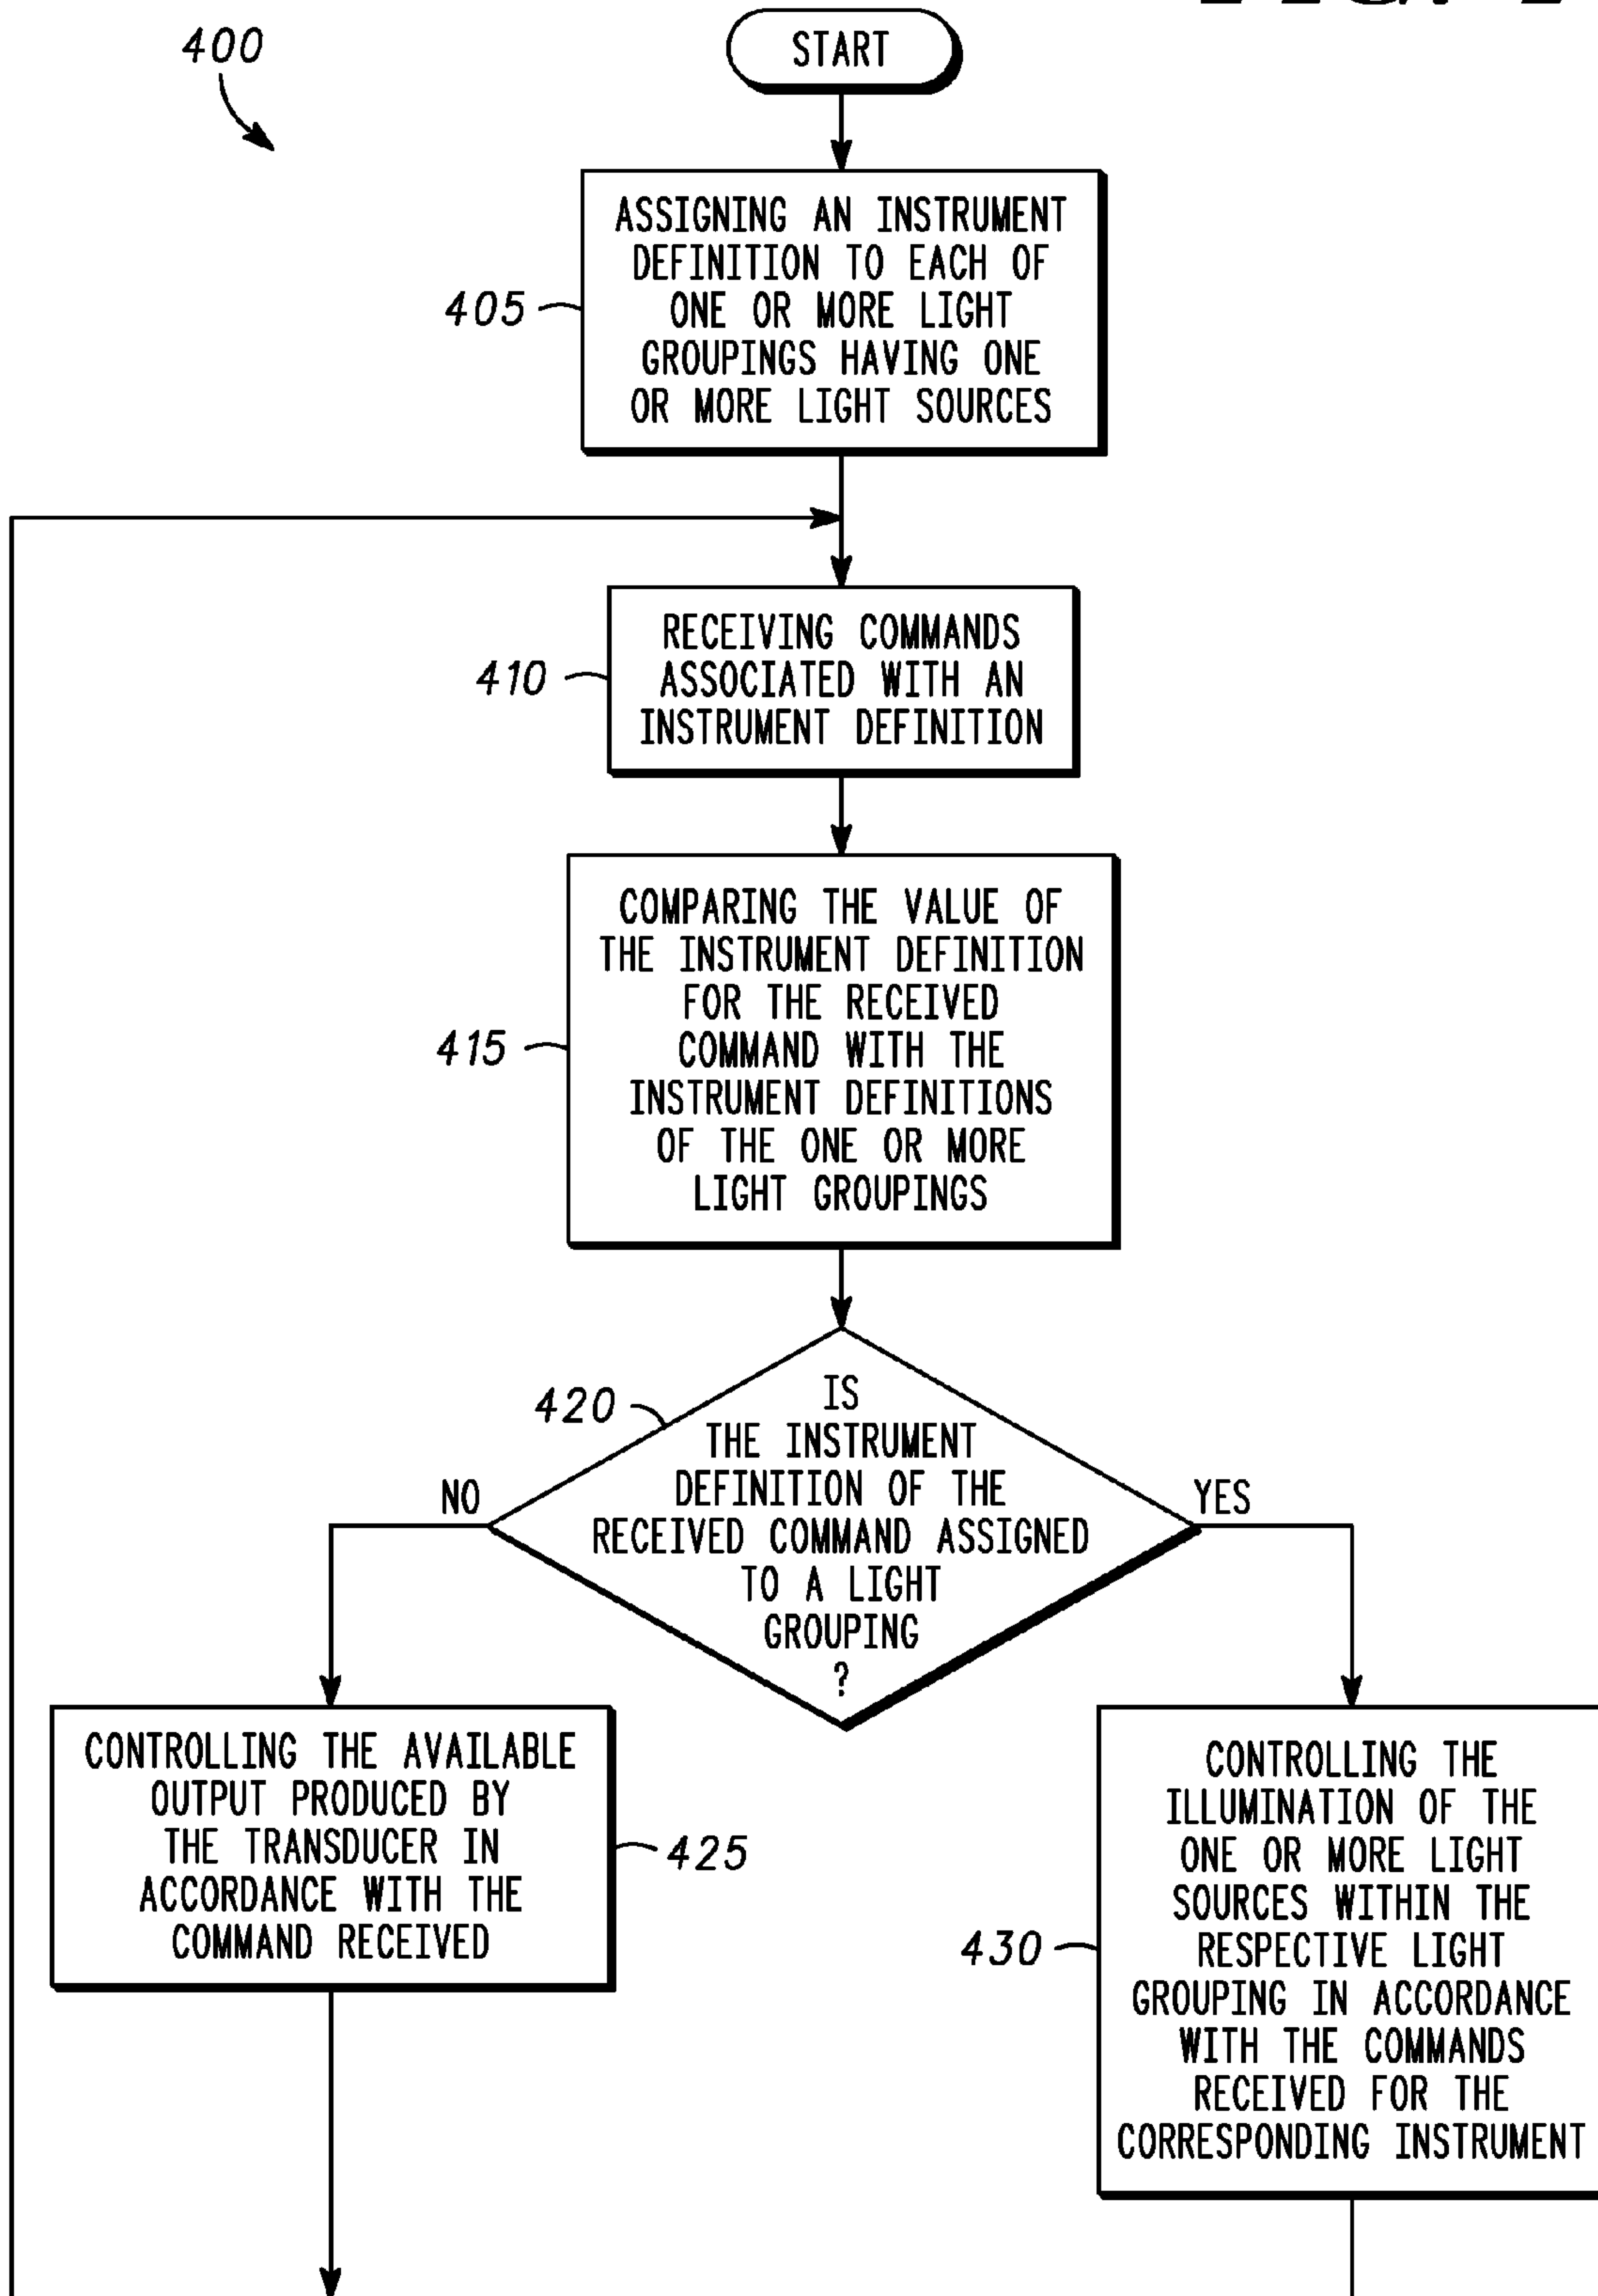 400
START
ASSIGNING AN INSTRUMENT
DEFINITION TO EACH OF
ONE OR MORE LIGHT
GROUPINGS HAVING ONE
OR MORE LIGHT SOURCES
405
RECEIVING COMMANDS
ASSOCIATED WITH AN
INSTRUMENT DEFINITION
410
COMPARING THE VALUE OF
THE INSTRUMENT DEFINITION
FOR THE RECEIVED
COMMAND WITH THE
INSTRUMENT DEFINITIONS
OF THE ONE OR MORE
LIGHT GROUPINGS
415
420
IS
THE INSTRUMENT
DEFINITION OF THE
RECEIVED COMMAND ASSIGNED
TO A LIGHT
GROUPING
?
NO
YES
CONTROLLING THE AVAILABLE
OUTPUT PRODUCED BY
THE TRANSDUCER IN
ACCORDANCE WITH THE
COMMAND RECEIVED
425
CONTROLLING THE
ILLUMINATION OF THE
ONE OR MORE LIGHT
SOURCES WITHIN THE
RESPECTIVE LIGHT
GROUPING IN ACCORDANCE
WITH THE COMMANDS
RECEIVED FOR THE
CORRESPONDING INSTRUMENT
430